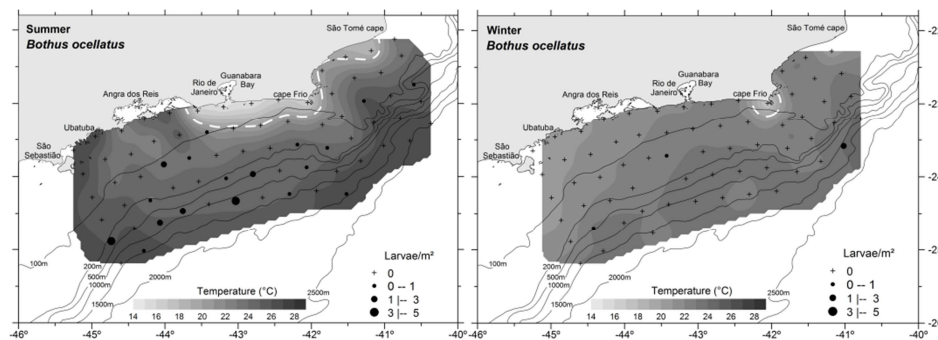 Summer
Bothus ocellatus
São Tomé cape
Guanabara
Bay
Rio de
Janeiro
cape Frio
Angra dos Reis
Ubatuba
São
Sebastião
100m
200m
500m
1000m
1500m
2000m
2500m
Larvae/m²
0
0 -- 1
1 |-- 3
3 |-- 5
Temperature (°C)
14 16 18 20 22 24 26 28
-46° -45° -44° -43° -42° -41° -40°
Winter
Bothus ocellatus
São Tomé cape
Guanabara
Bay
Rio de
Janeiro
cape Frio
Angra dos Reis
Ubatuba
São
Sebastião
100m
200m
500m
1000m
1500m
2000m
2500m
Larvae/m²
0
0 -- 1
1 |-- 3
3 |-- 5
Temperature (°C)
14 16 18 20 22 24 26 28
-45° -44° -43° -42° -41° -40°